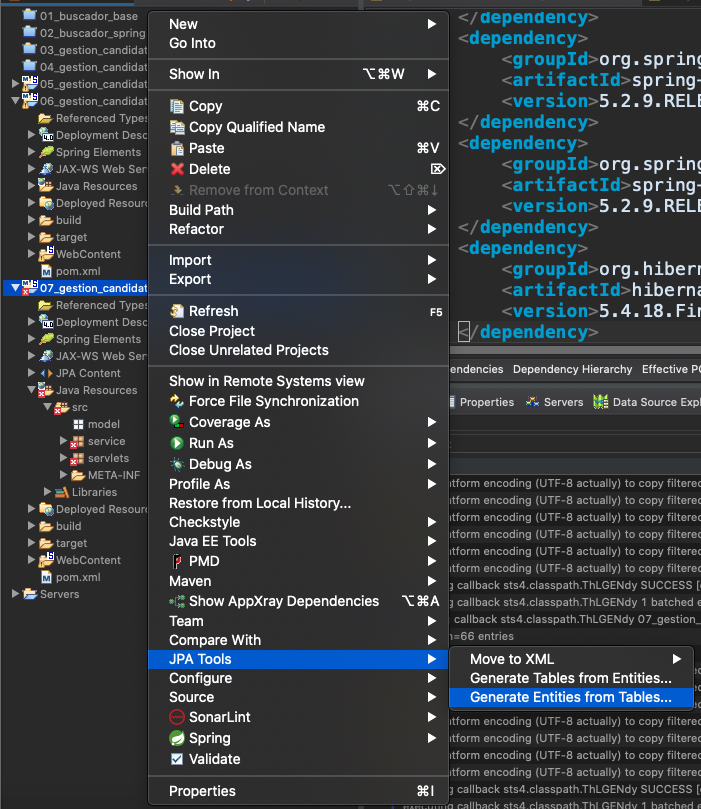 01_buscador_base
02_buscador_spring
03_gestion_candidat
04_gestion_candidat
05_gestion_candidat
06_gestion_candidat
Referenced Types
Deployment Desc
Spring Elements
JAX-WS Web Serv
Java Resources
Deployed Resour
build
target
WebContent
pom.xml
07_gestion_candidat
Referenced Types
Deployment Desc
Spring Elements
JAX-WS Web Ser
JPA Content
Java Resources
src
model
service
servlets
META-INF
Libraries
Deployed Resour
build
target
WebContent
pom.xml
Servers
New
Go Into
Show In ⌥⌘W
Copy ⌘C
Copy Qualified Name
Paste ⌘V
Delete ⌦
Remove from Context ⌥⇧⌘↓
Build Path
Refactor
Import
Export
Refresh F5
Close Project
Close Unrelated Projects
Show in Remote Systems view
Force File Synchronization
Coverage As
Run As
Debug As
Profile As
Restore from Local History...
Checkstyle
Java EE Tools
PMD
Maven
Show AppXray Dependencies ⌥⌘A
Team
Compare With
JPA Tools
Configure
Source
SonarLint
Spring
Validate
Properties ⌘I
Move to XML
Generate Tables from Entities...
Generate Entities from Tables...
</dependency>
<dependency>
<groupId>org.spring
<artifactId>spring-
<version>5.2.9.RELE
</dependency>
<dependency>
<groupId>org.spring
<artifactId>spring-
<version>5.2.9.RELE
</dependency>
<dependency>
<groupId>org.hibern
<artifactId>hiberna
<version>5.4.18.Fin
</dependency>
endencies Dependency Hierarchy Effective PO
Properties Servers Data Source Expl
atform encoding (UTF-8 actually) to copy filtered
atform encoding (UTF-8 actually) to copy filtered
atform encoding (UTF-8 actually) to copy filtered
atform encoding (UTF-8 actually) to copy filtered
atform encoding (UTF-8 actually) to copy filtered
atform encoding (UTF-8 actually) to copy filtered
g callback sts4.classpath.ThLGENdy SUCCESS [
g callback sts4.classpath.ThLGENdy 1 batched e
callback sts4.classpath.ThLGENdy 07_gestion_
n=66 entries
atform encoding (UTF-8 actually) to copy filtered
atform encoding (UTF-8 actually) to copy filtered
atform encoding (UTF-8 actually) to copy filtered
atform encoding (UTF-8 actually) to copy filtered
g callback sts4.classpath.ThLGENdy SUCCESS [
executing callback sts4.classpath.ThLGENdy 1 batched e